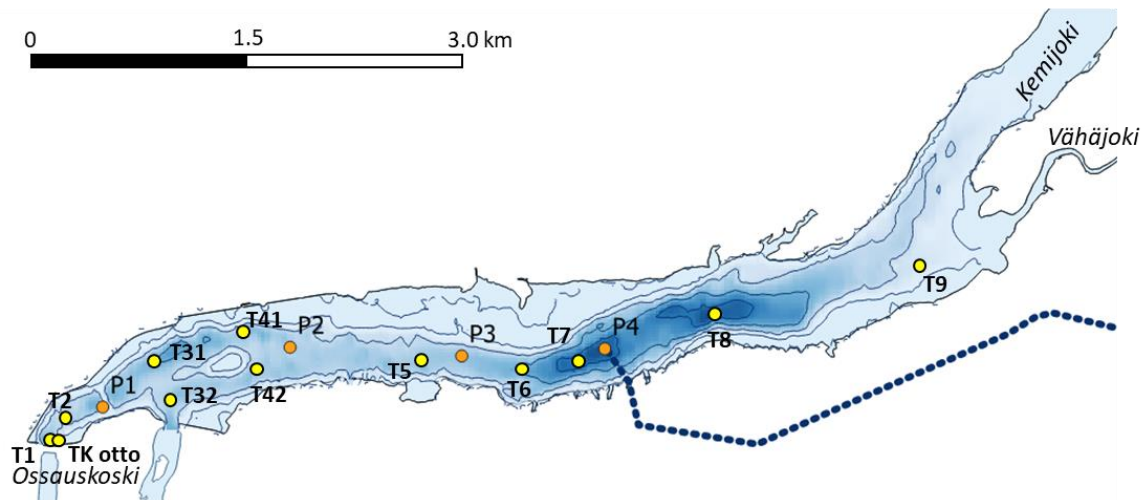 0 1.5 3.0 km
Kemijoki
Vähäjoki
T41
P2
T31
P3
T7
P4
T9
T8
T5
T6
P1
T32
T42
T2
T1
TK otto
Ossauskoski